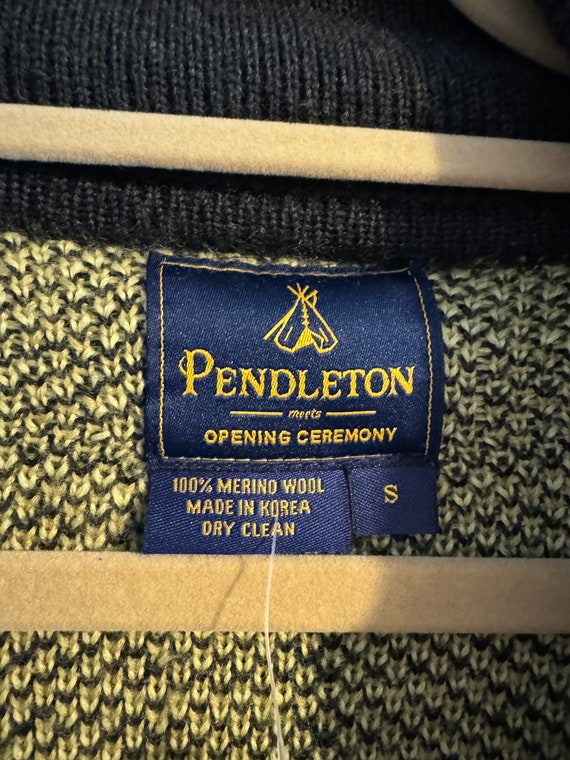 PENDLETON
meets
OPENING CEREMONY
100% MERINO WOOL
MADE IN KOREA
DRY CLEAN
S